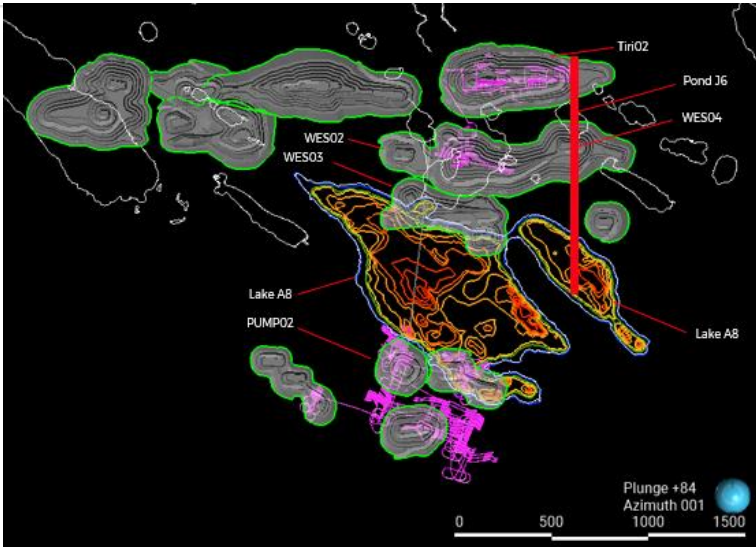 Tiri02
Pond J6
WES04
WES02
WES03
Lake A8
Lake A8
PUMP02
Plunge +84
Azimuth 001
0 500 1000 1500